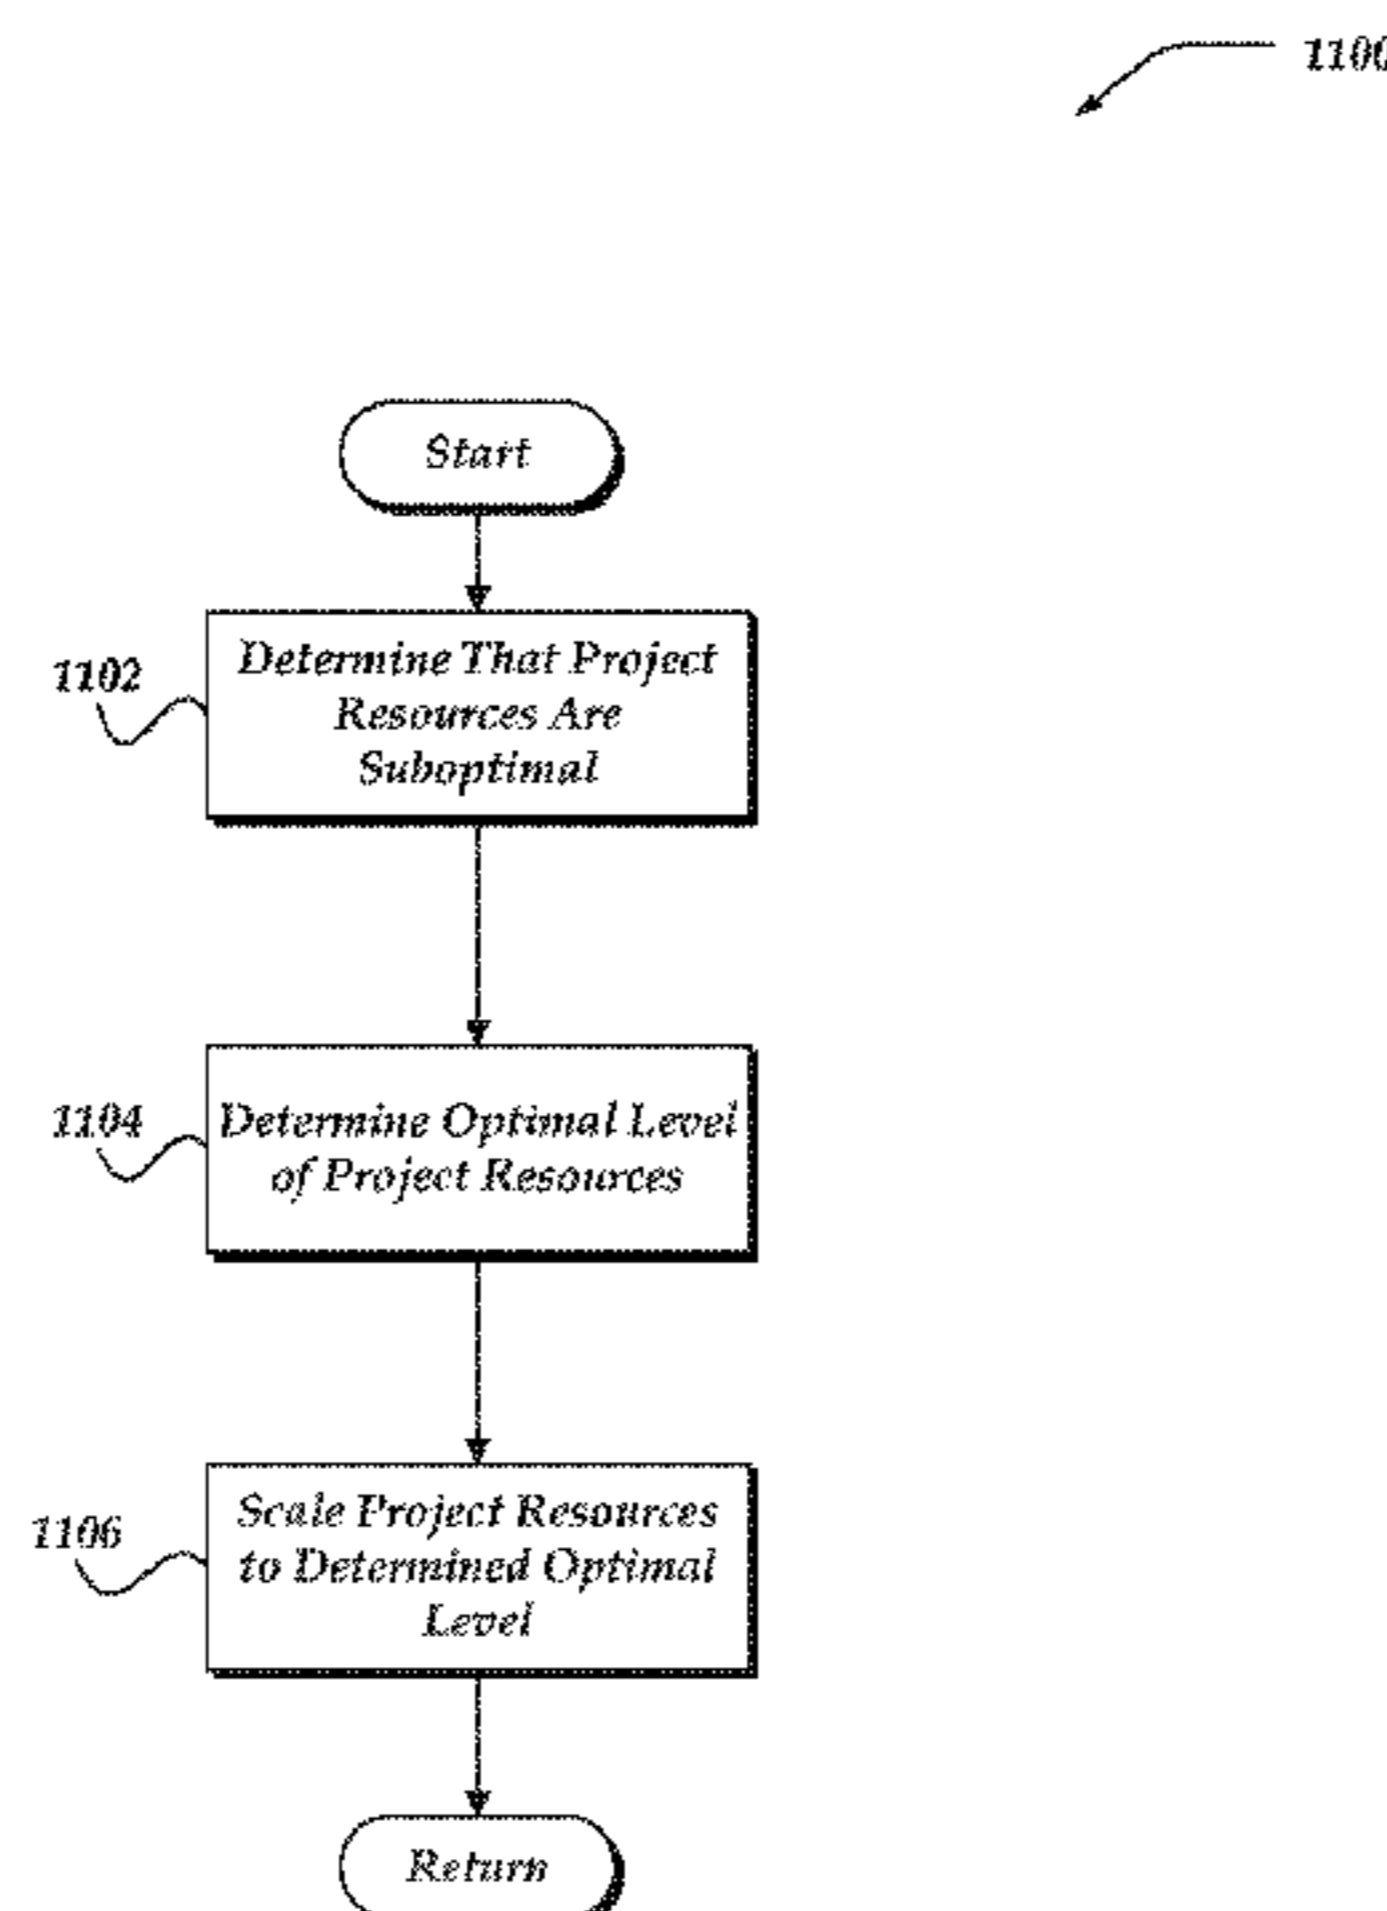 1100
Start
1102
Determine That Project
Resources Are
Suboptimal
1104
Determine Optimal Level
of Project Resources
1106
Scale Project Resources
to Determined Optimal
Level
Return